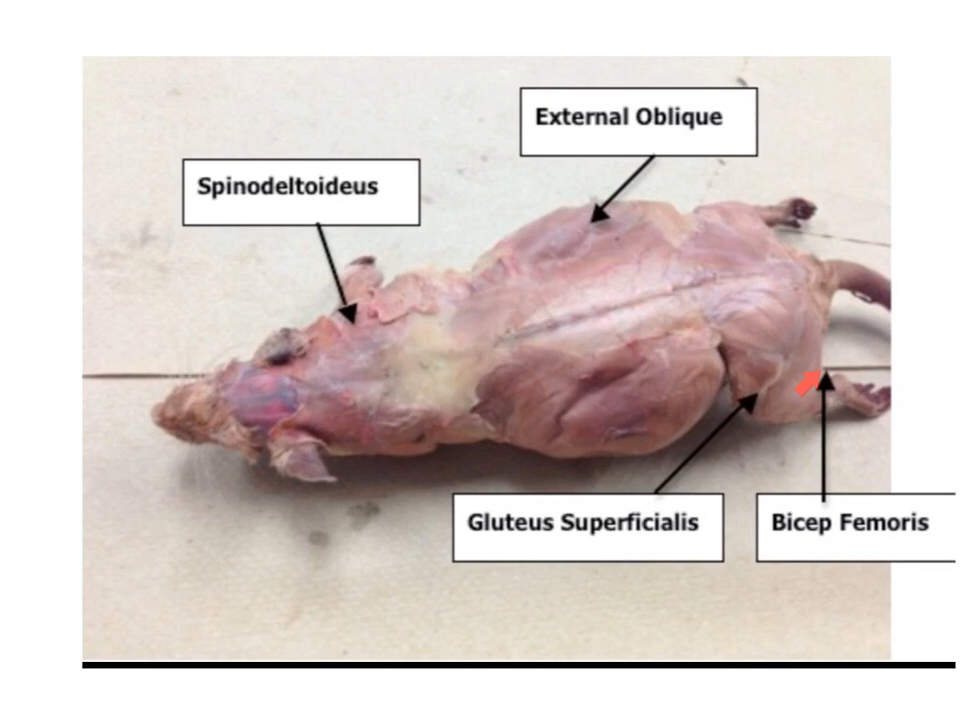 External Oblique
Spinodeltoideus
Gluteus Superficialis
Bicep Femoris